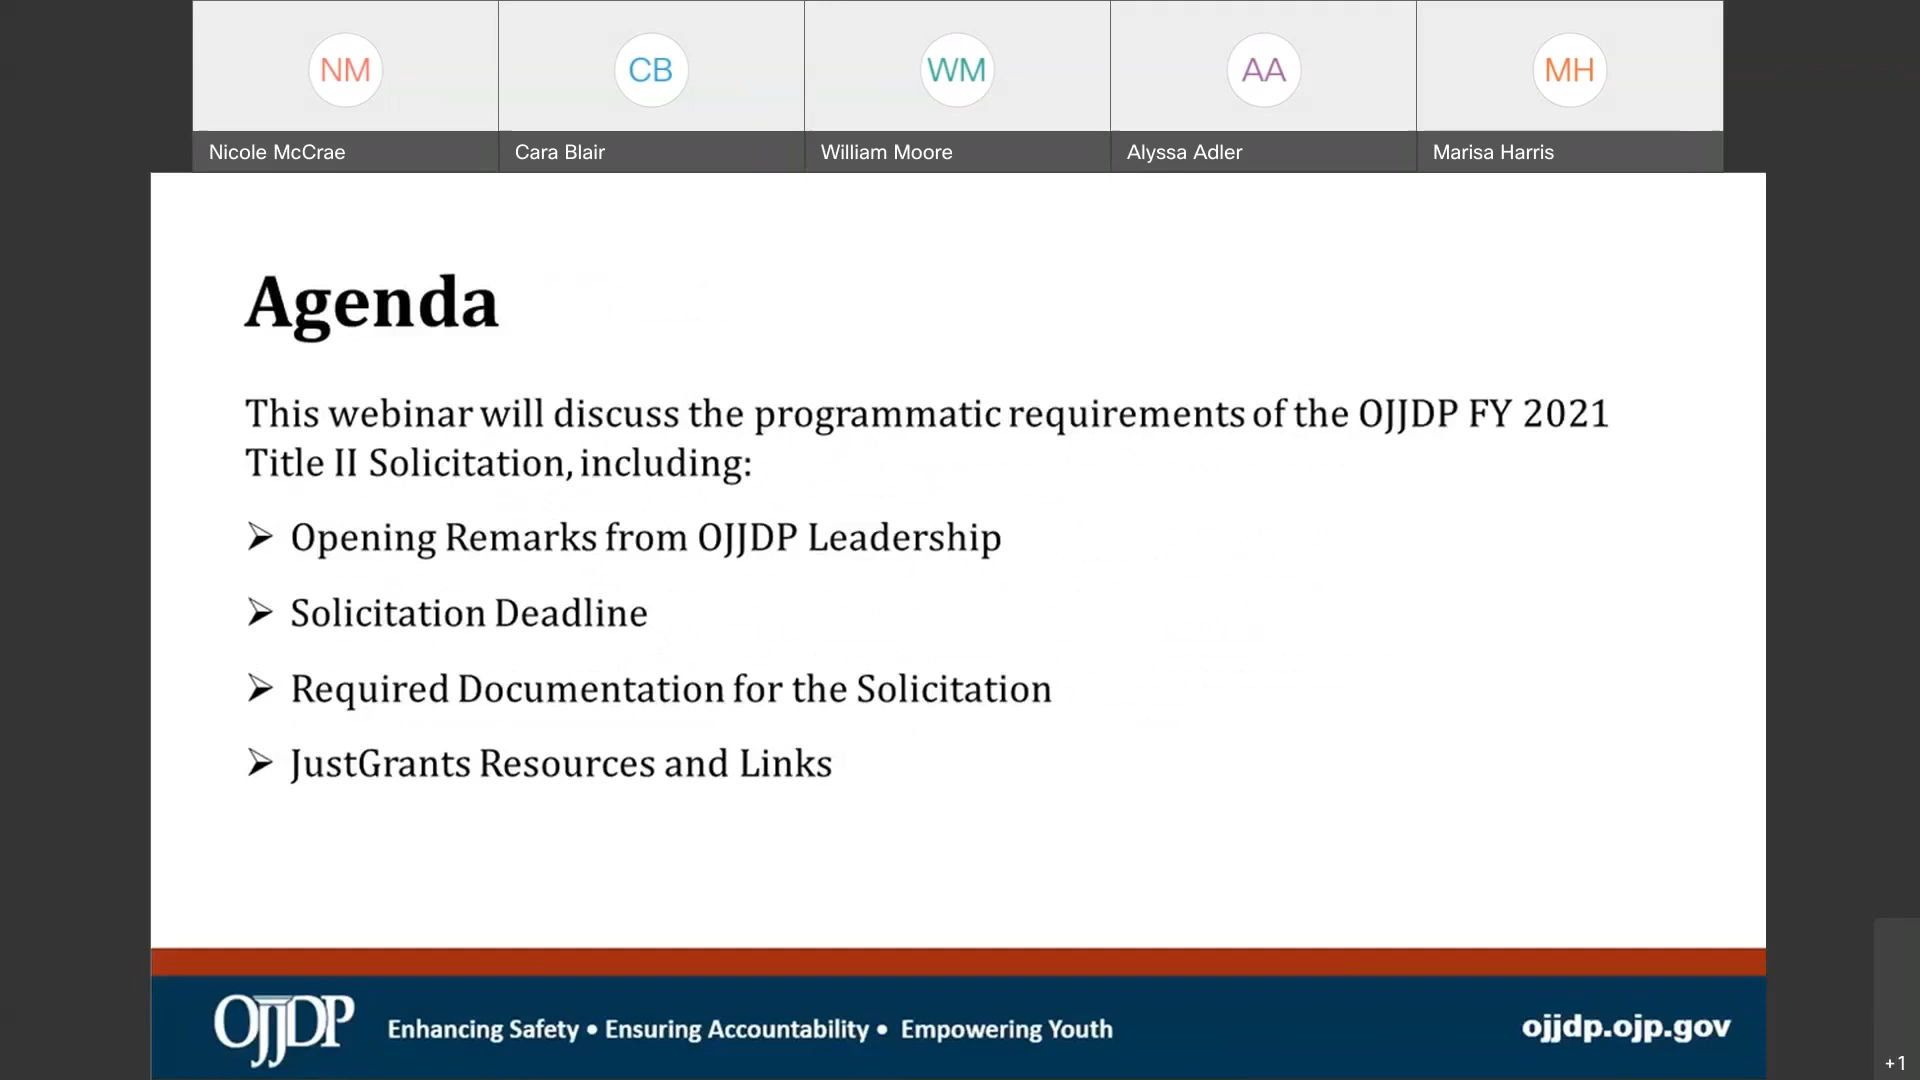 NM
CB
WM
AA
MH
Nicole McCrae
Cara Blair
William Moore
Alyssa Adler
Marisa Harris
Agenda
This webinar will discuss the programmatic requirements of the OJJDP FY 2021
Title II Solicitation, including:
➢ Opening Remarks from OJJDP Leadership
➢ Solicitation Deadline
➢ Required Documentation for the Solicitation
➢ JustGrants Resources and Links
OJJDP
Enhancing Safety • Ensuring Accountability • Empowering Youth
ojjdp.ojp.gov
+1